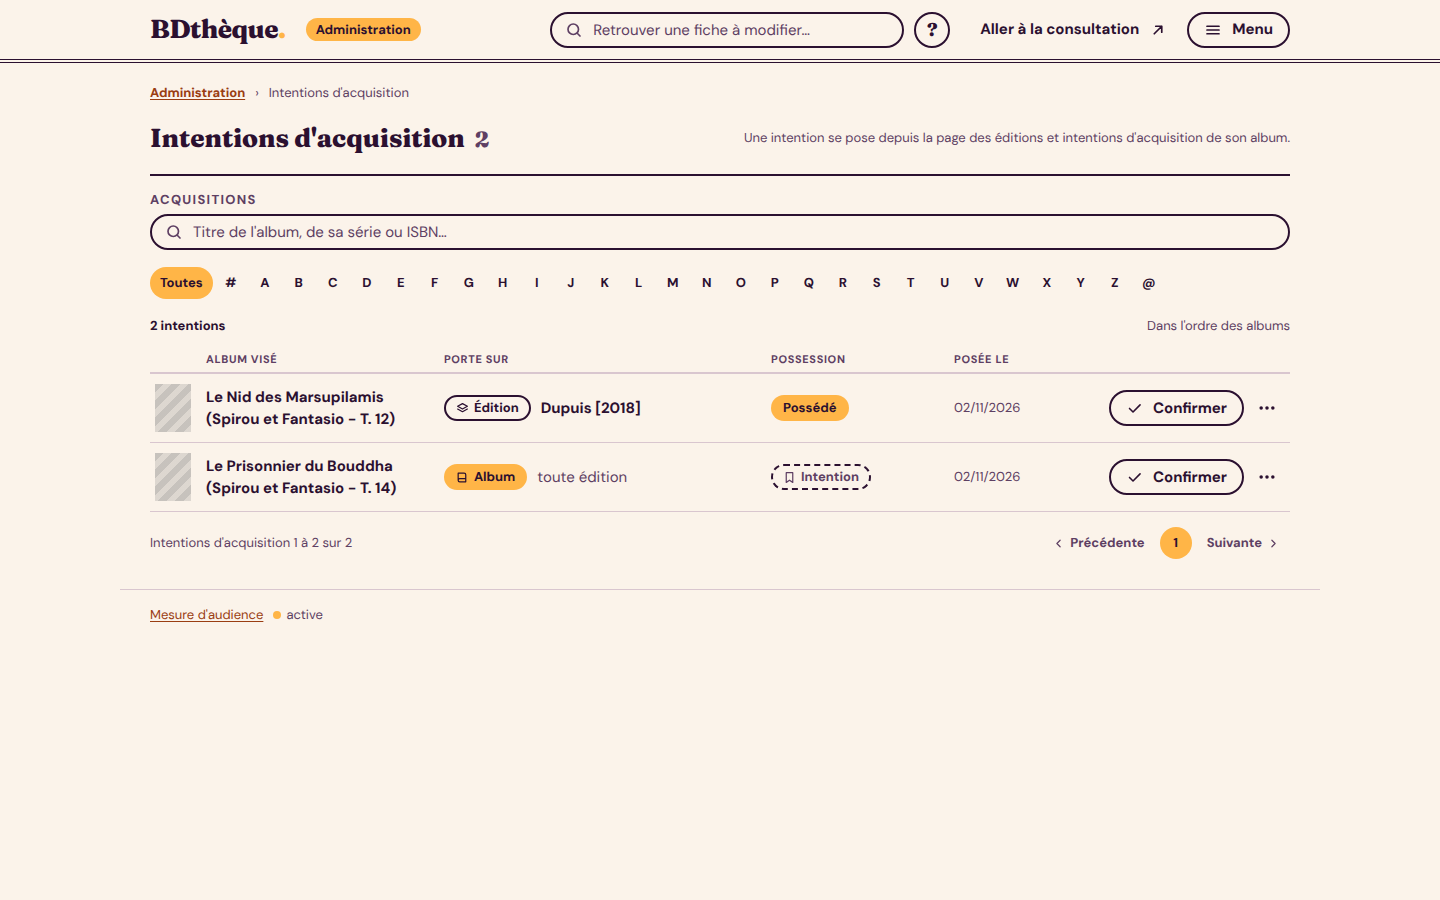 BDthèque.
Administration
Retrouver une fiche à modifier...
?
Aller à la consultation
Menu
Administration › Intentions d'acquisition
Intentions d'acquisition 2
Une intention se pose depuis la page des éditions et intentions d'acquisition de son album.
ACQUISITIONS
Titre de l'album, de sa série ou ISBN...
Toutes # A B C D E F G H I J K L M N O P Q R S T U V W X Y Z @
2 intentions
Dans l'ordre des albums
ALBUM VISÉ PORTE SUR POSSESSION POSÉE LE
Le Nid des Marsupilamis
(Spirou et Fantasio - T. 12)
Édition Dupuis [2018] Possédé 02/11/2026 Confirmer
Le Prisonnier du Bouddha
(Spirou et Fantasio - T. 14)
Album toute édition Intention 02/11/2026 Confirmer
Intentions d'acquisition 1 à 2 sur 2
Précédente 1 Suivante
Mesure d'audience active